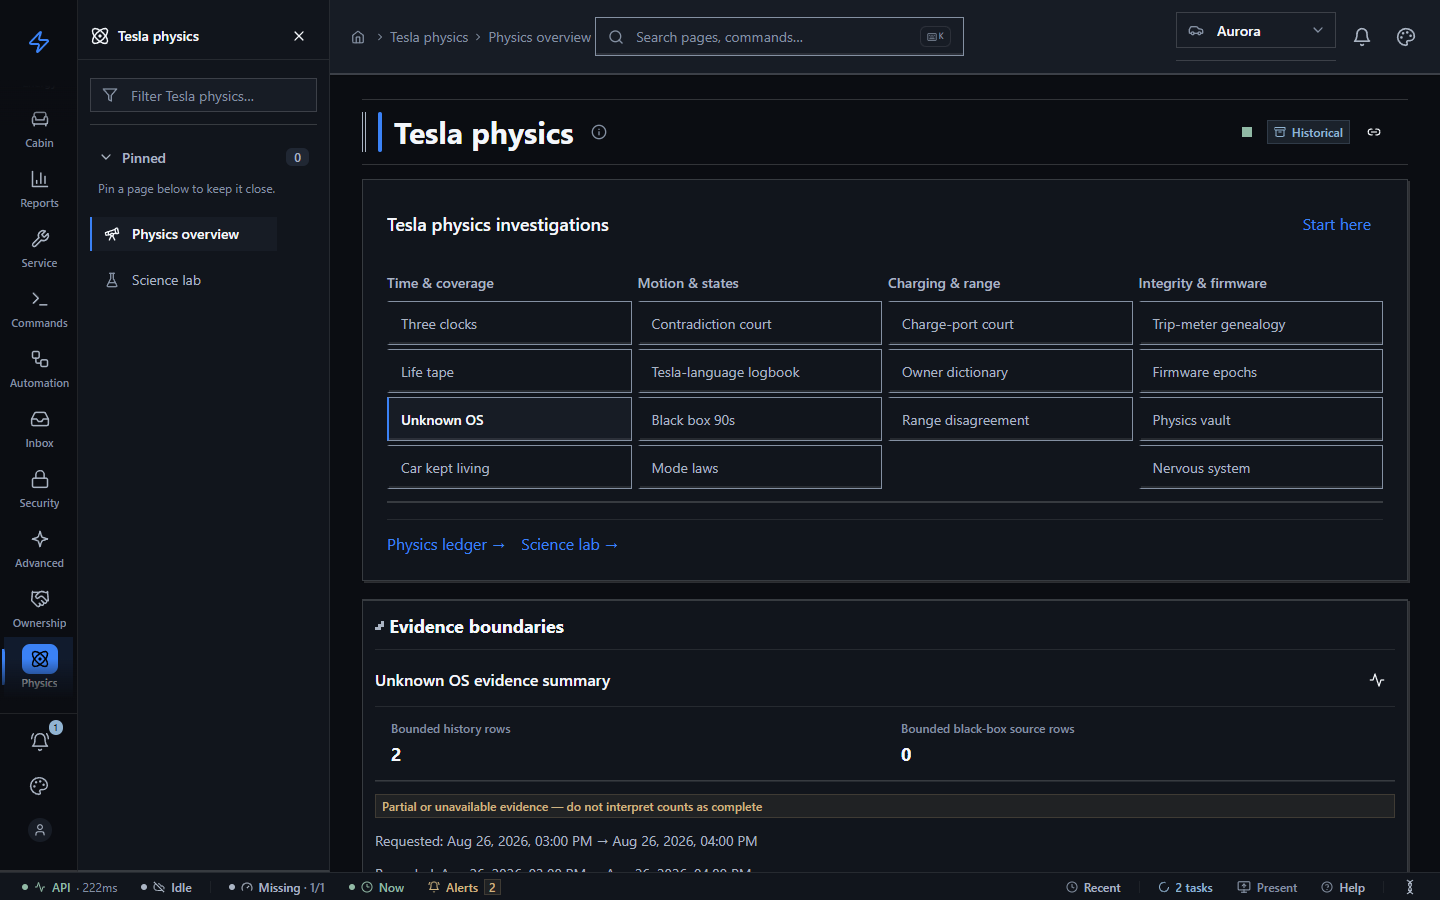 Cabin
Reports
Service
Commands
Automation
Inbox
Security
Advanced
Ownership
Physics
1
Tesla physics
Filter Tesla physics...
Pinned
0
Pin a page below to keep it close.
Physics overview
Science lab
Tesla physics
Physics overview
Search pages, commands...
K
Aurora
Tesla physics
Historical
Tesla physics investigations
Start here
Time & coverage
Three clocks
Life tape
Unknown OS
Car kept living
Motion & states
Contradiction court
Tesla-language logbook
Black box 90s
Mode laws
Charging & range
Charge-port court
Owner dictionary
Range disagreement
Integrity & firmware
Trip-meter genealogy
Firmware epochs
Physics vault
Nervous system
Physics ledger →
Science lab →
Evidence boundaries
Unknown OS evidence summary
Bounded history rows
2
Bounded black-box source rows
0
Partial or unavailable evidence — do not interpret counts as complete
Requested: Aug 26, 2026, 03:00 PM → Aug 26, 2026, 04:00 PM
API · 222ms
Idle
Missing · 1/1
Now
Alerts 2
Recent
2 tasks
Present
Help